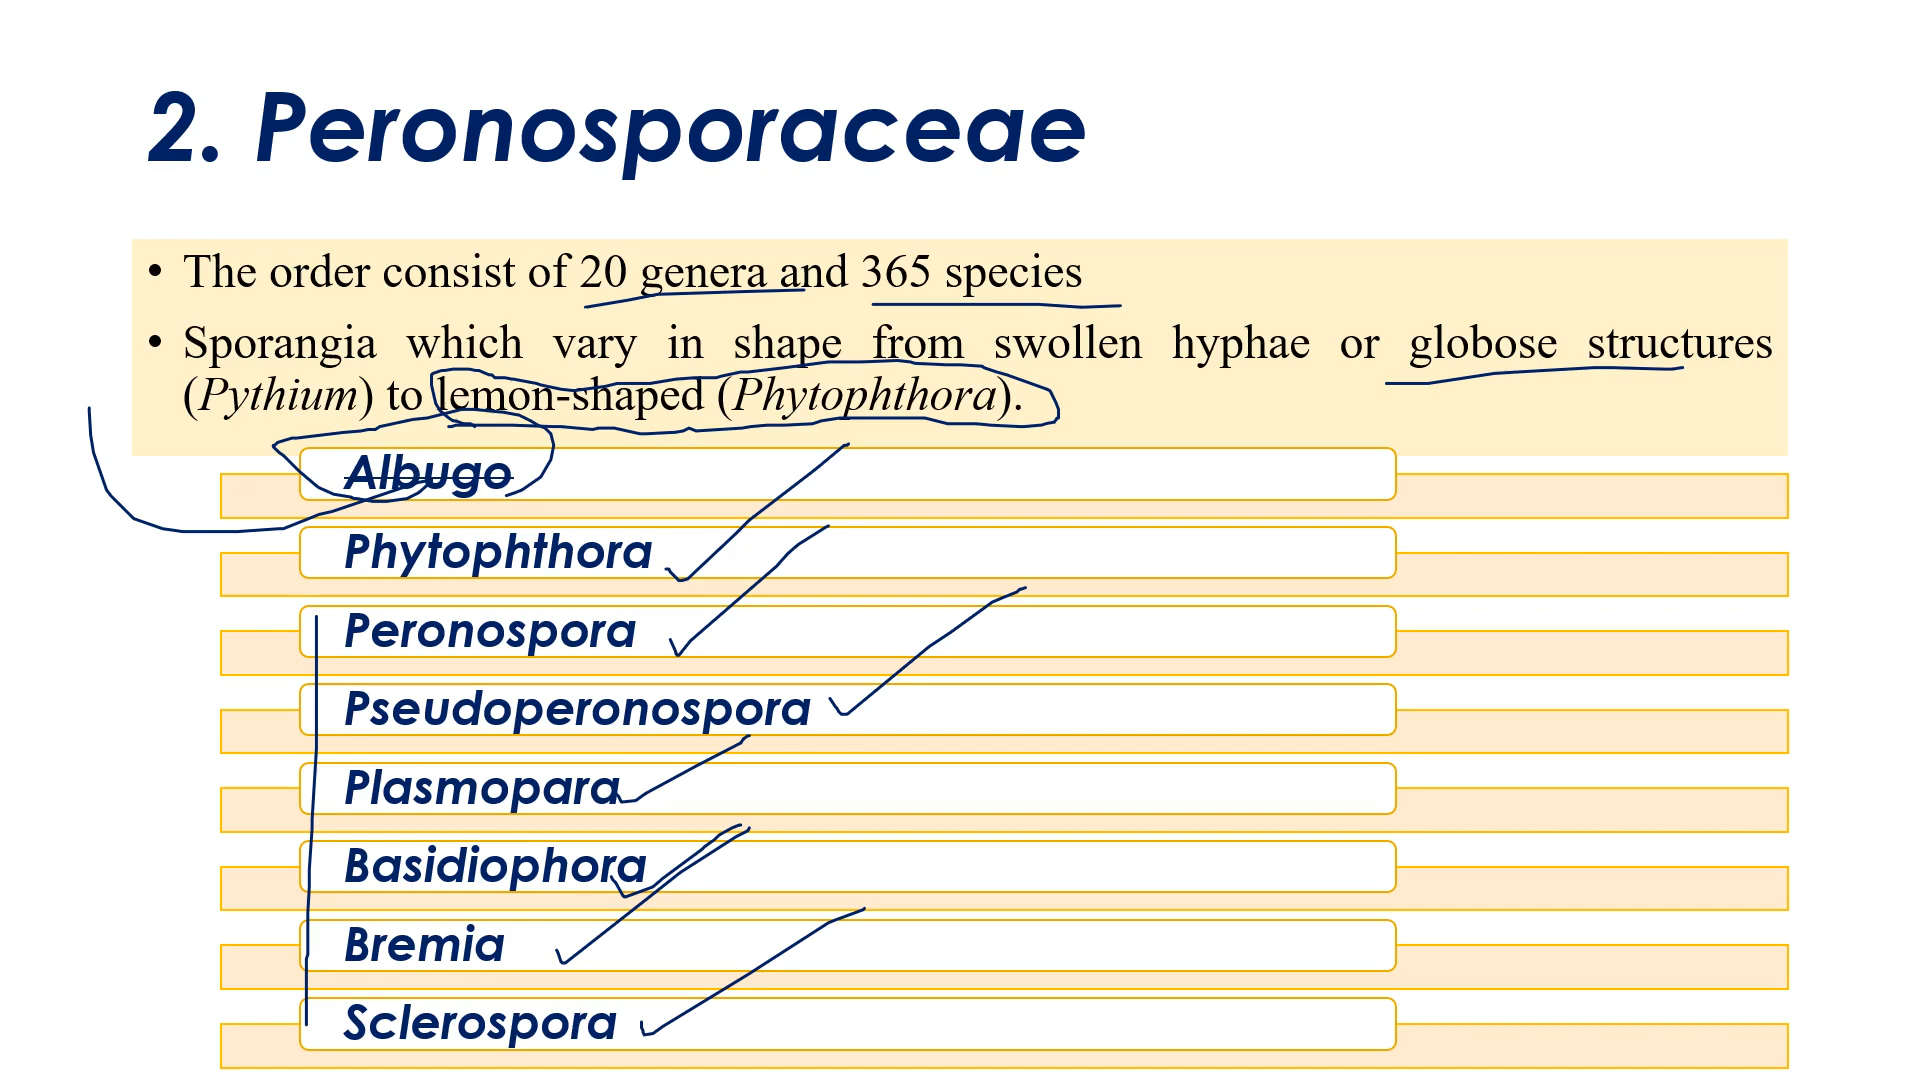 2. Peronosporaceae
• The order consist of 20 genera and 365 species
• Sporangia which vary in shape from swollen hyphae or globose structures
(Pythium) to lemon-shaped (Phytophthora).
Albugo
Phytophthora
Peronospora
Pseudoperonospora
Plasmopara
Basidiophora
Bremia
Sclerospora